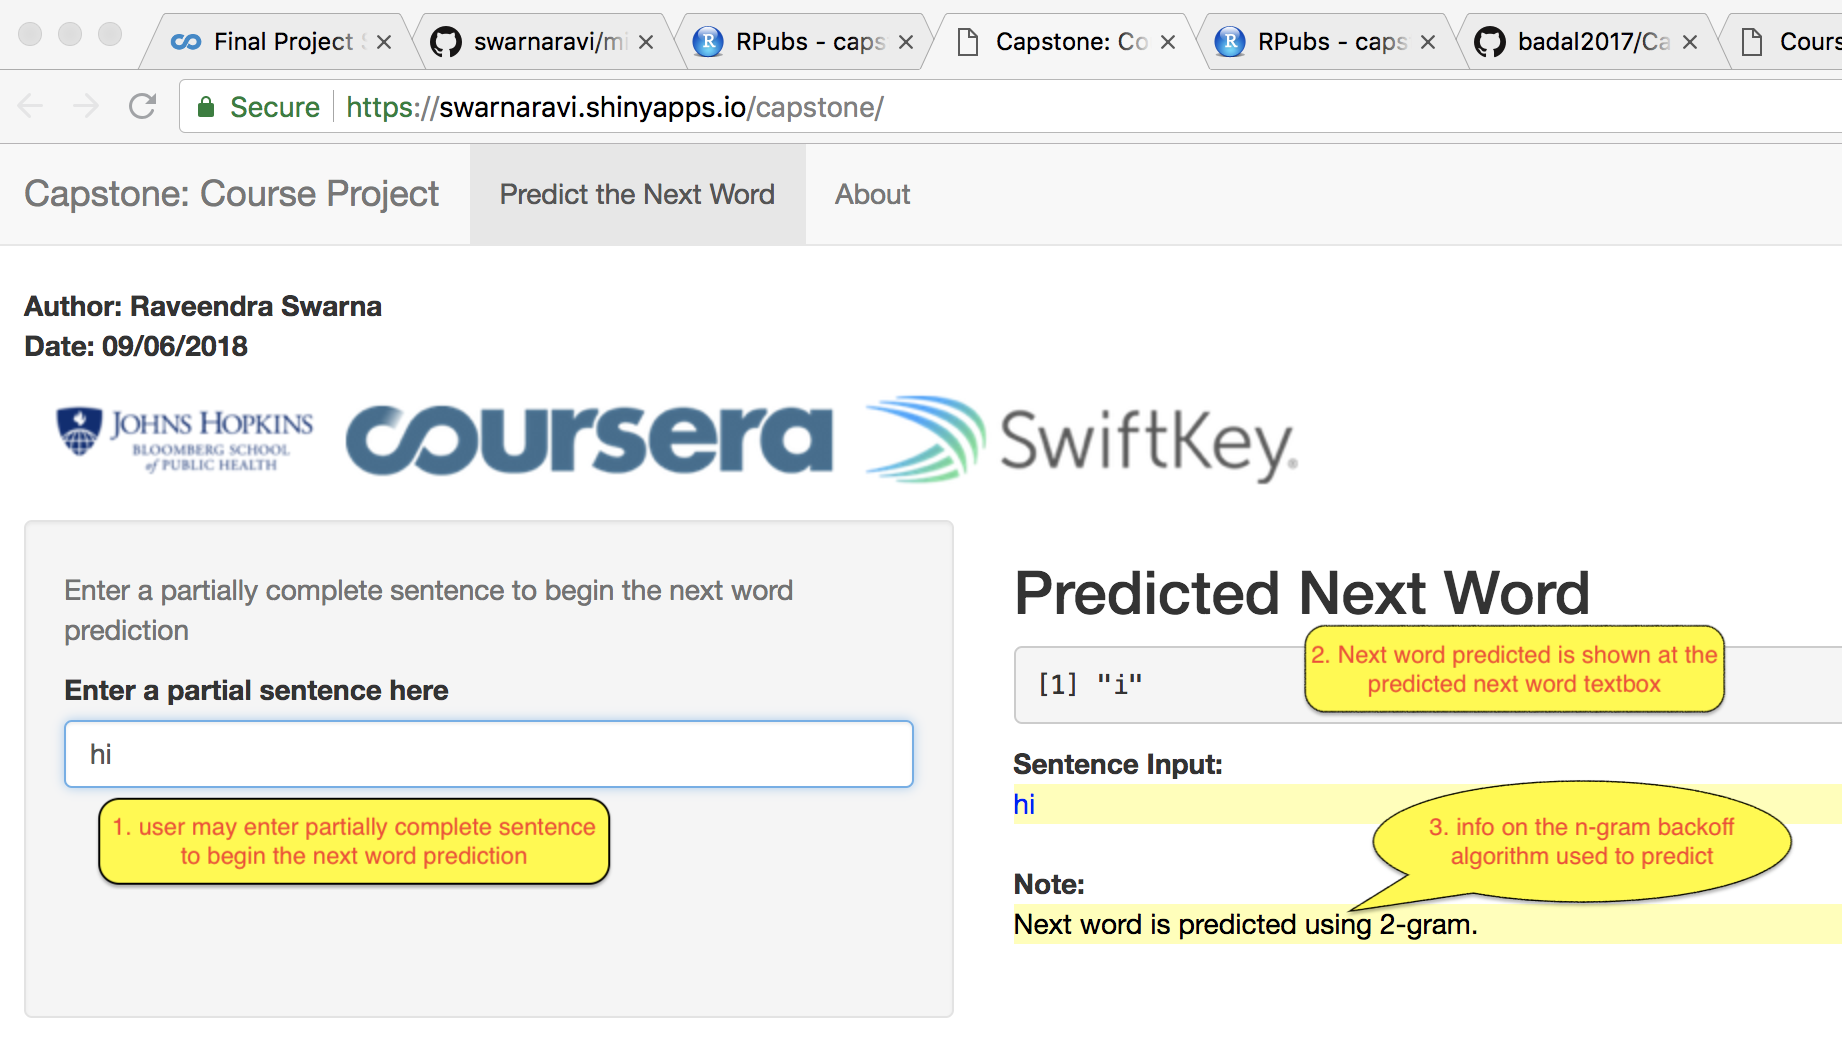 Final Project S
swarnaravi/mi
RPubs - caps
Capstone: Co
RPubs - caps
badal2017/Ca
Cours
Secure https://swarnaravi.shinyapps.io/capstone/
Capstone: Course Project Predict the Next Word About
Author: Raveendra Swarna
Date: 09/06/2018
JOHNS HOPKINS
BLOOMBERG SCHOOL
of PUBLIC HEALTH
coursera
SwiftKey®
Enter a partially complete sentence to begin the next word
prediction
Enter a partial sentence here
hi
1. user may enter partially complete sentence
to begin the next word prediction
Predicted Next Word
[1] "i"
2. Next word predicted is shown at the
predicted next word textbox
Sentence Input:
hi
3. info on the n-gram backoff
algorithm used to predict
Note:
Next word is predicted using 2-gram.